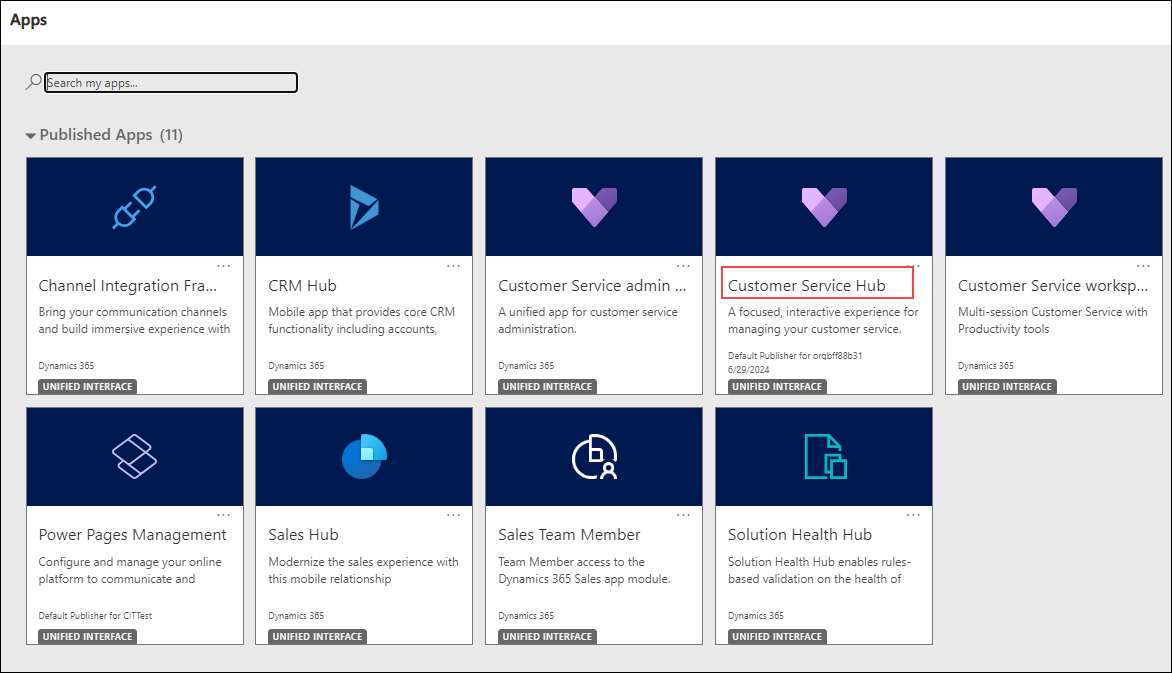 Apps
Search my apps...
Published Apps (11)
Channel Integration Fra...
Bring your communication channels
and build immersive experience with
Dynamics 365
UNIFIED INTERFACE
CRM Hub
Mobile app that provides core CRM
functionality including accounts,
Dynamics 365
UNIFIED INTERFACE
Customer Service admin ...
A unified app for customer service
administration.
Dynamics 365
UNIFIED INTERFACE
Customer Service Hub
A focused, interactive experience for
managing your customer service.
Default Publisher for orgbff88b31
6/29/2024
UNIFIED INTERFACE
Customer Service worksp...
Multi-session Customer Service with
Productivity tools
Dynamics 365
UNIFIED INTERFACE
Power Pages Management
Configure and manage your online
platform to communicate and
Default Publisher for CITTest
UNIFIED INTERFACE
Sales Hub
Modernize the sales experience with
this mobile relationship
Dynamics 365
UNIFIED INTERFACE
Sales Team Member
Team Member access to the
Dynamics 365 Sales app module.
Dynamics 365
UNIFIED INTERFACE
Solution Health Hub
Solution Health Hub enables rules-
based validation on the health of
Dynamics 365
UNIFIED INTERFACE